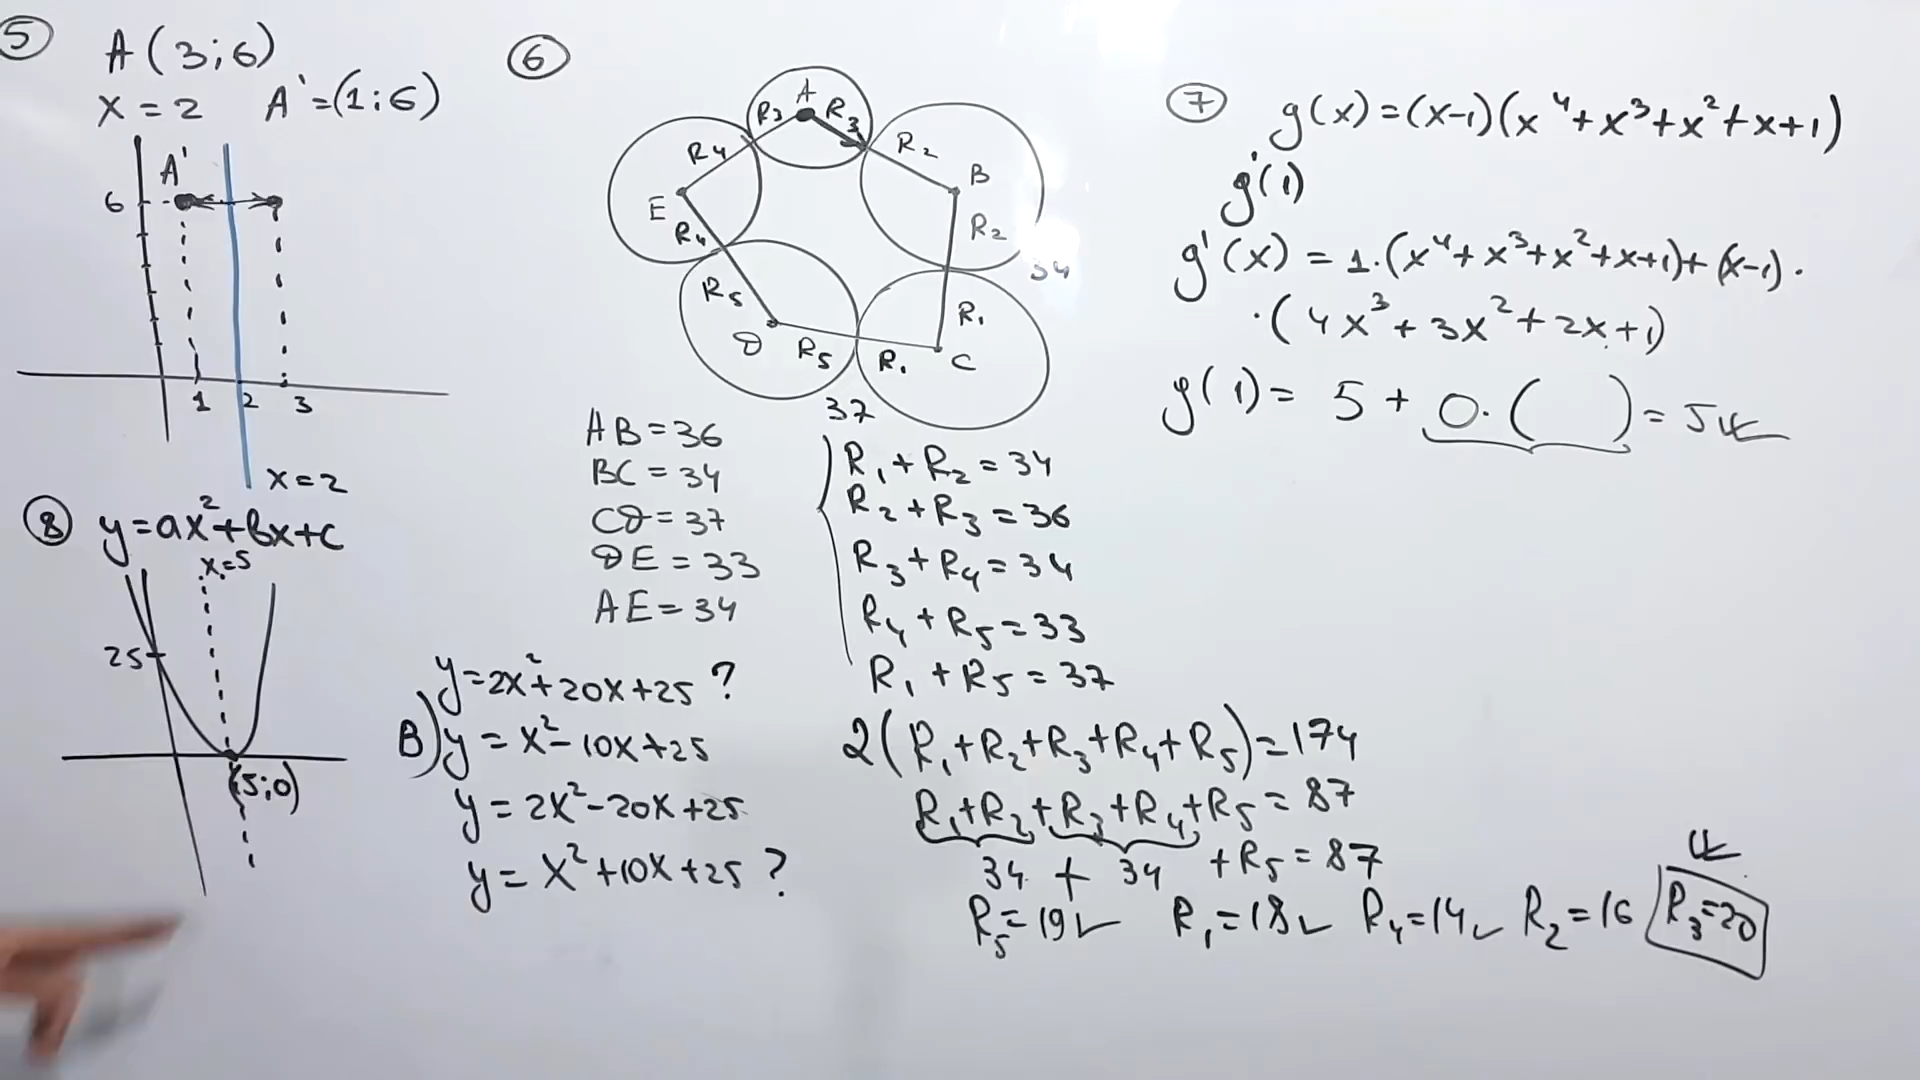 5
A(3;6)
x=2 A'=(1;6)
A'
6
1 2 3
x=2
6
A
R3 R3
R4 R2
E B
R4 R2
34
R5 R1
D R5 R1 C
37
AB=36
BC=34
CD=37
DE=33
AE=34
R1+R2=34
R2+R3=36
R3+R4=34
R4+R5=33
R1+R5=37
2(R1+R2+R3+R4+R5)=174
R1+R2+R3+R4+R5=87
34+34+R5=87
R5=19 R1=18 R4=14 R2=16 R3=20
7
g(x)=(x-1)(x⁴+x³+x²+x+1)
g'(1)
g'(x)=1·(x⁴+x³+x²+x+1)+(x-1)·
·(4x³+3x²+2x+1)
g'(1)=5+0·( )=5
8
y=ax²+bx+c
x=5
25
(5;0)
y=2x²+20x+25 ?
B) y=x²-10x+25
y=2x²-20x+25
y=x²+10x+25 ?